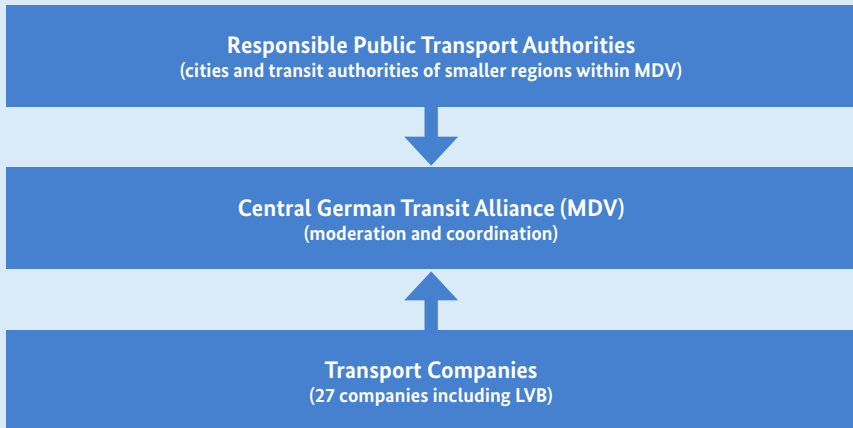 Responsible Public Transport Authorities
(cities and transit authorities of smaller regions within MDV)
Central German Transit Alliance (MDV)
(moderation and coordination)
Transport Companies
(27 companies including LVB)